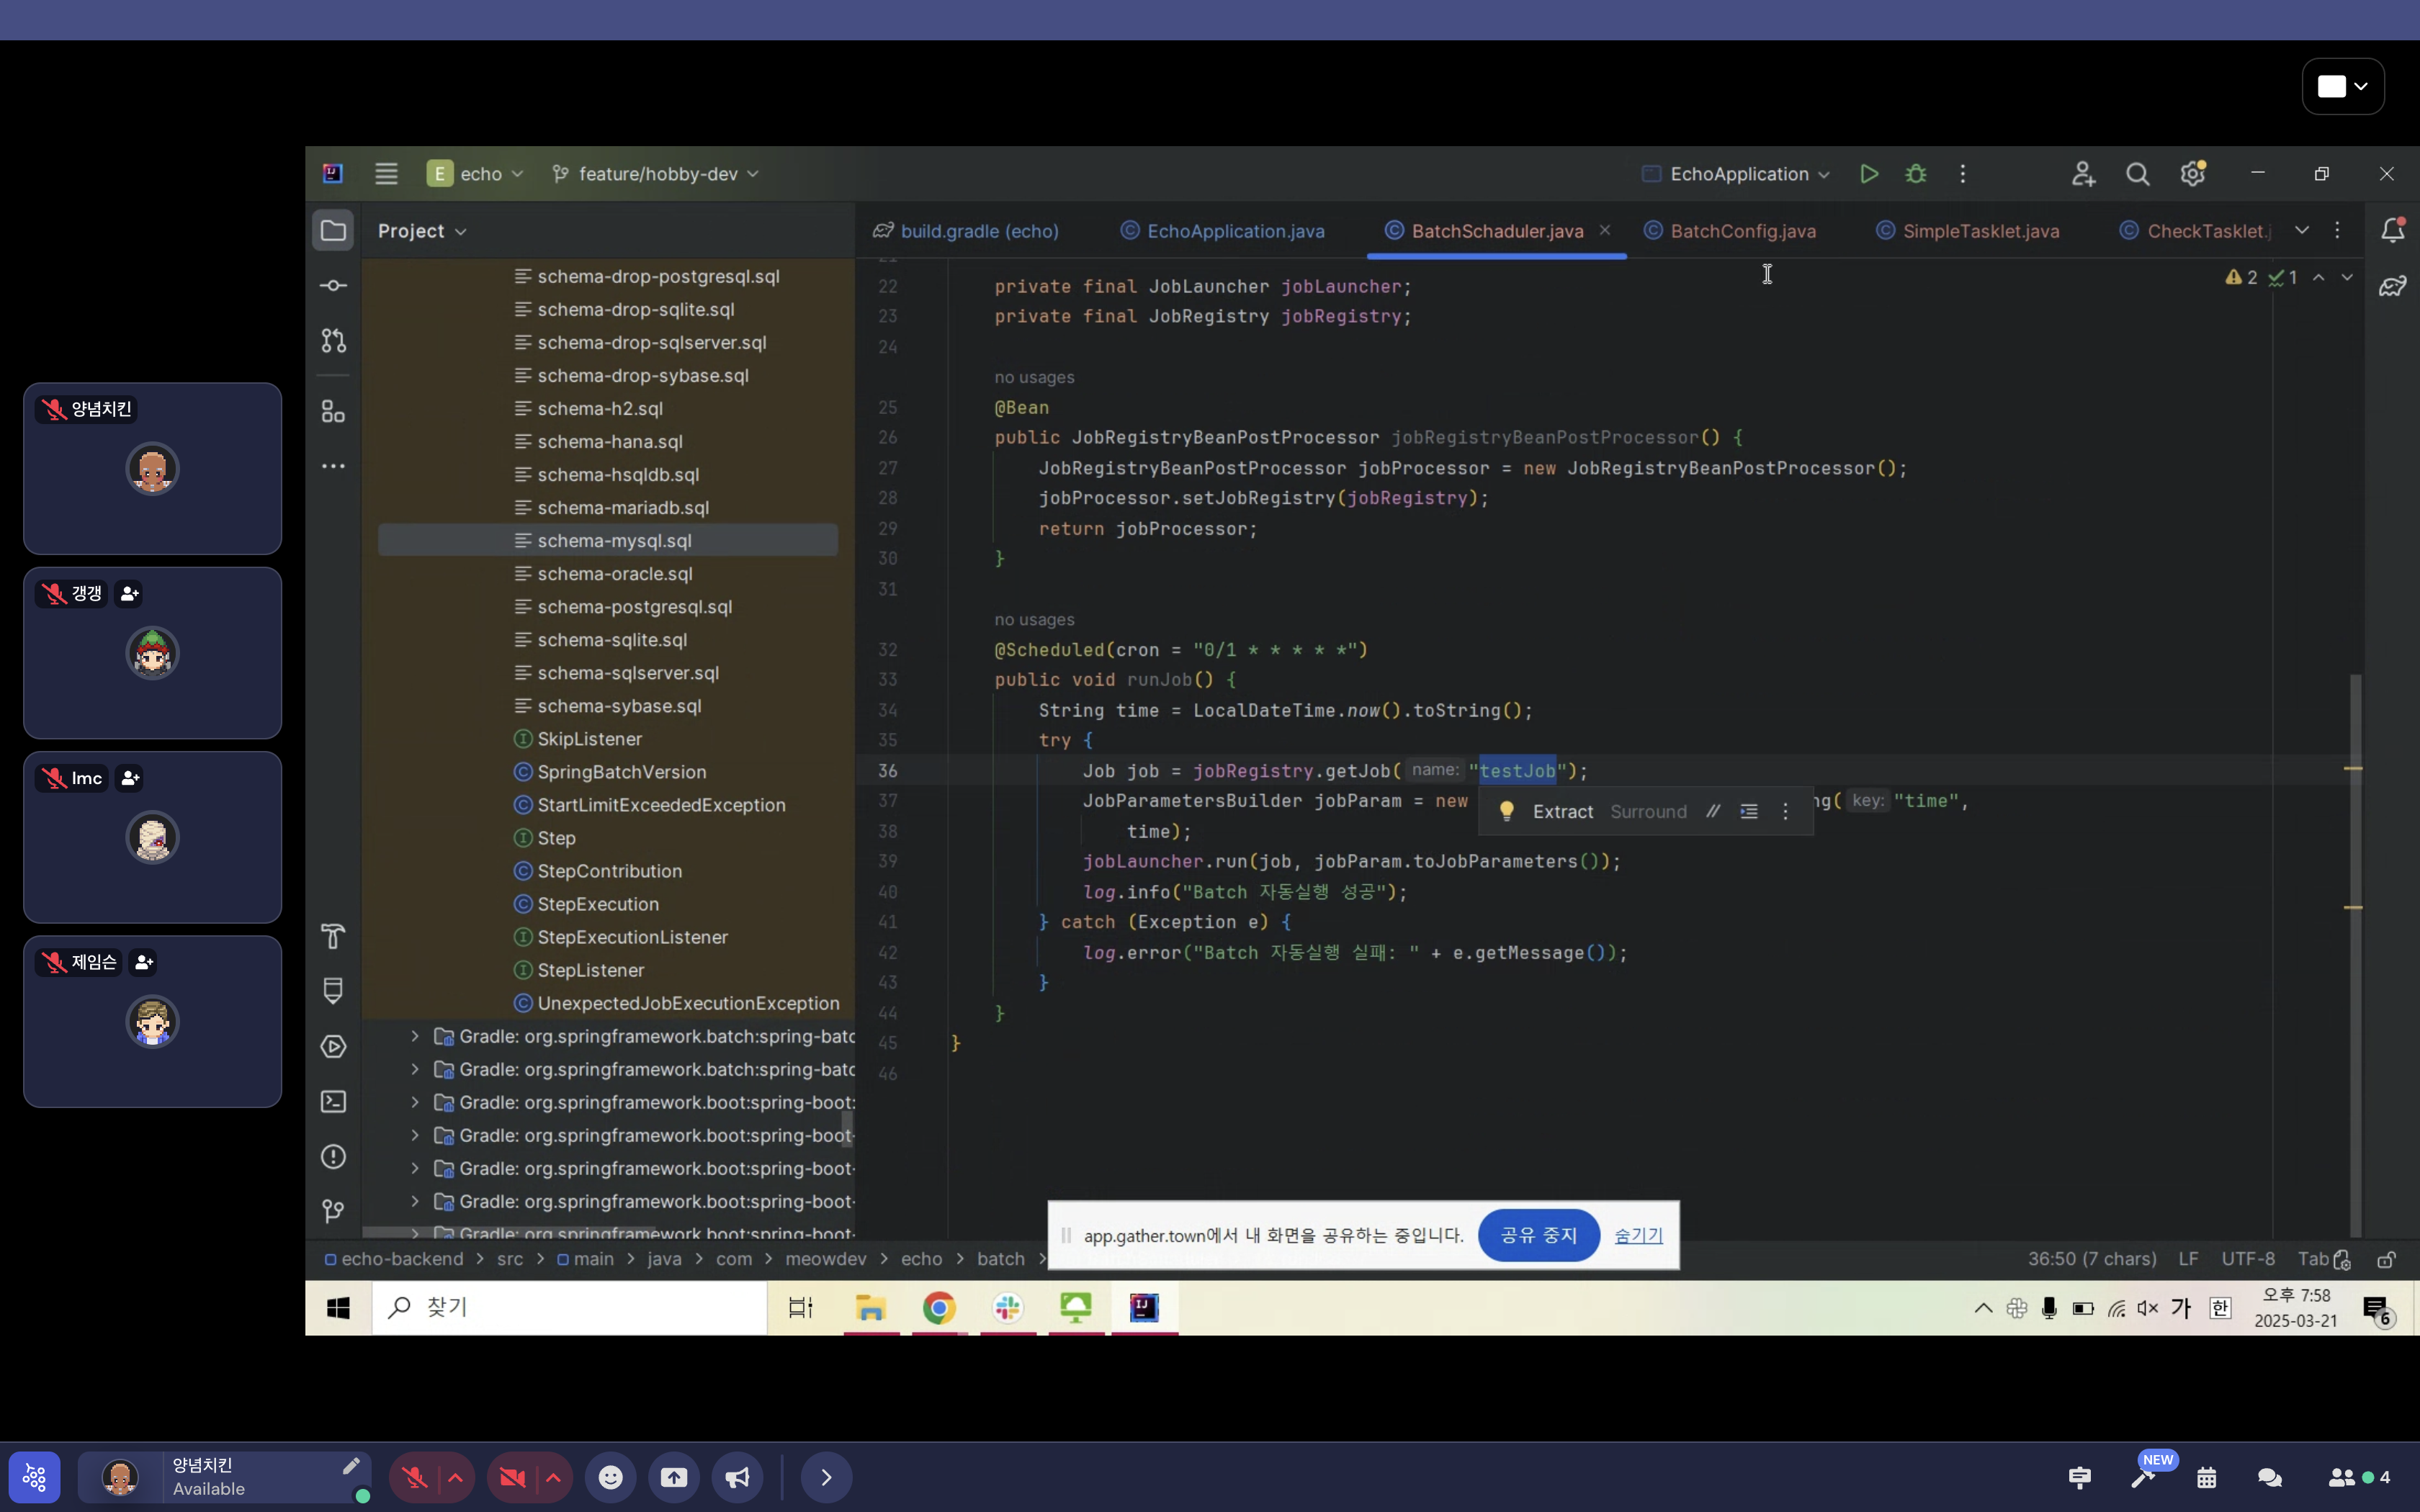 양념치킨
갱갱
lmc
제임슨
E echo
feature/hobby-dev
EchoApplication
Project
build.gradle (echo)
EchoApplication.java
BatchSchaduler.java
BatchConfig.java
SimpleTasklet.java
CheckTasklet.j
2 1
schema-drop-postgresql.sql
schema-drop-sqlite.sql
schema-drop-sqlserver.sql
schema-drop-sybase.sql
schema-h2.sql
schema-hana.sql
schema-hsqldb.sql
schema-mariadb.sql
schema-mysql.sql
schema-oracle.sql
schema-postgresql.sql
schema-sqlite.sql
schema-sqlserver.sql
schema-sybase.sql
SkipListener
SpringBatchVersion
StartLimitExceededException
Step
StepContribution
StepExecution
StepExecutionListener
StepListener
UnexpectedJobExecutionException
Gradle: org.springframework.batch:spring-batc
Gradle: org.springframework.batch:spring-batc
Gradle: org.springframework.boot:spring-boot:
Gradle: org.springframework.boot:spring-boot-
Gradle: org.springframework.boot:spring-boot-
Gradle: org.springframework.boot:spring-boot-
Gradle: org.springframework.boot:spring-boot-
22 private final JobLauncher jobLauncher;
23 private final JobRegistry jobRegistry;
24
no usages
25 @Bean
26 public JobRegistryBeanPostProcessor jobRegistryBeanPostProcessor() {
27 JobRegistryBeanPostProcessor jobProcessor = new JobRegistryBeanPostProcessor();
28 jobProcessor.setJobRegistry(jobRegistry);
29 return jobProcessor;
30 }
31
no usages
32 @Scheduled(cron = "0/1 * * * * *")
33 public void runJob() {
34 String time = LocalDateTime.now().toString();
35 try {
36 Job job = jobRegistry.getJob( name: "testJob");
37 JobParametersBuilder jobParam = new ng( key: "time",
Extract Surround //
38 time);
39 jobLauncher.run(job, jobParam.toJobParameters());
40 log.info("Batch 자동실행 성공");
41 } catch (Exception e) {
42 log.error("Batch 자동실행 실패: " + e.getMessage());
43 }
44 }
45 }
46
app.gather.town에서 내 화면을 공유하는 중입니다. 공유 중지 숨기기
echo-backend > src > main > java > com > meowdev > echo > batch >
36:50 (7 chars) LF UTF-8 Tab
찾기
가 한
오후 7:58
2025-03-21
6
양념치킨
Available
NEW
4